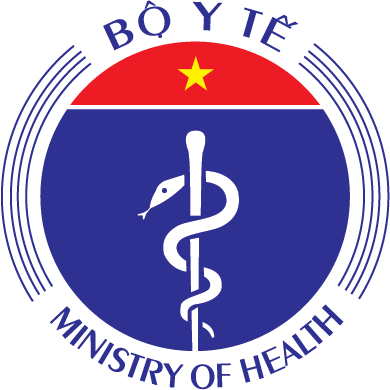 BỘ Y TẾ
MINISTRY OF HEALTH